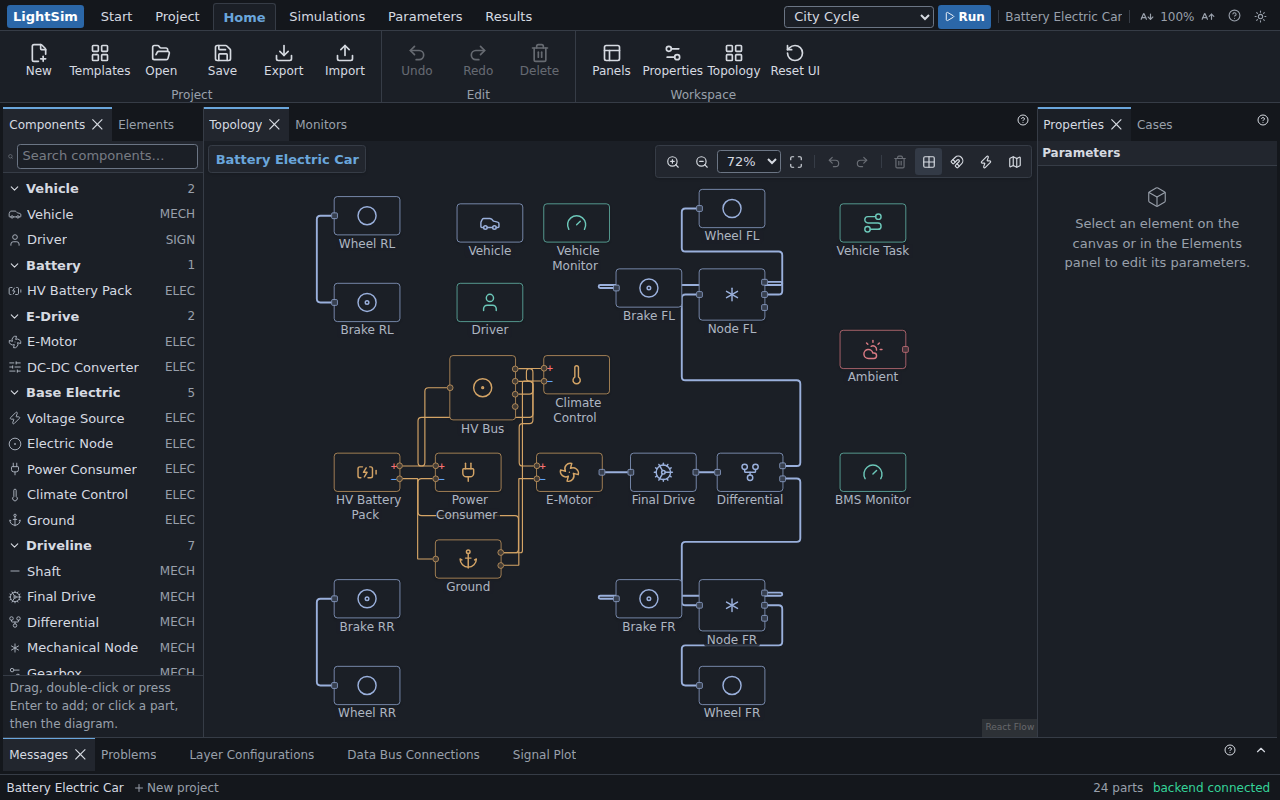 LightSim Start Project Home Simulations Parameters Results City Cycle Run Battery Electric Car A 100% A
New Templates Open Save Export Import Undo Redo Delete Panels Properties Topology Reset UI
Project Edit Workspace
Components Elements Topology Monitors Properties Cases
Search components...
Battery Electric Car 72%
Parameters
Vehicle 2
Vehicle MECH
Driver SIGN
Battery 1
HV Battery Pack ELEC
E-Drive 2
E-Motor ELEC
DC-DC Converter ELEC
Base Electric 5
Voltage Source ELEC
Electric Node ELEC
Power Consumer ELEC
Climate Control ELEC
Ground ELEC
Driveline 7
Shaft MECH
Final Drive MECH
Differential MECH
Mechanical Node MECH
Gearbox MECH
Drag, double-click or press
Enter to add; or click a part,
then the diagram.
Wheel RL
Vehicle
Vehicle
Monitor
Wheel FL
Vehicle Task
Brake RL
Driver
Brake FL
Node FL
Ambient
HV Bus
+
−
Climate
Control
+
−
HV Battery
Pack
+
−
Power
Consumer
+
−
E-Motor
Final Drive
Differential
BMS Monitor
Ground
Brake RR
Brake FR
Node FR
Wheel RR
Wheel FR
React Flow
Select an element on the
canvas or in the Elements
panel to edit its parameters.
Messages Problems Layer Configurations Data Bus Connections Signal Plot
Battery Electric Car + New project 24 parts backend connected